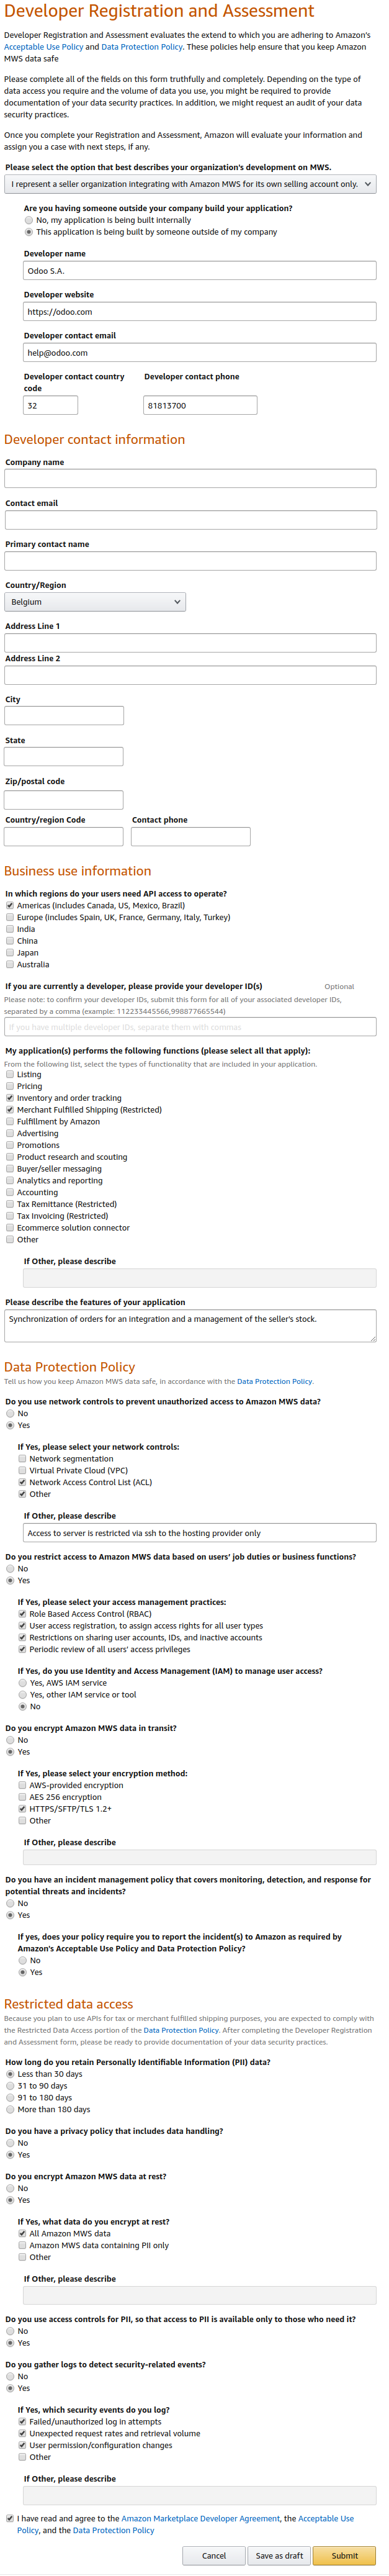 Developer Registration and Assessment
Developer Registration and Assessment evaluates the extend to which you are adhering to Amazon's
Acceptable Use Policy and Data Protection Policy. These policies help ensure that you keep Amazon
MWS data safe
Please complete all of the fields on this form truthfully and completely. Depending on the type of
data access you require and the volume of data you use, you might be required to provide
documentation of your data security practices. In addition, we might request an audit of your data
security practices.
Once you complete your Registration and Assessment, Amazon will evaluate your information and
assign you a case with next steps, if any.
Please select the option that best describes your organization's development on MWS.
I represent a seller organization integrating with Amazon MWS for its own selling account only.
Are you having someone outside your company build your application?
No, my application is being built internally
This application is being built by someone outside of my company
Developer name
Odoo S.A.
Developer website
https://odoo.com
Developer contact email
help@odoo.com
Developer contact country Developer contact phone
code
32 81813700
Developer contact information
Company name
Contact email
Primary contact name
Country/Region
Belgium
Address Line 1
Address Line 2
City
State
Zip/postal code
Country/region Code Contact phone
Business use information
In which regions do your users need API access to operate?
Americas (includes Canada, US, Mexico, Brazil)
Europe (includes Spain, UK, France, Germany, Italy, Turkey)
India
China
Japan
Australia
If you are currently a developer, please provide your developer ID(s) Optional
Please note: to confirm your developer IDs, submit this form for all of your associated developer IDs,
separated by a comma (example: 112233445566,998877665544)
If you have multiple developer IDs, separate them with commas
My application(s) performs the following functions (please select all that apply):
From the following list, select the types of functionality that are included in your application.
Listing
Pricing
Inventory and order tracking
Merchant Fulfilled Shipping (Restricted)
Fulfillment by Amazon
Advertising
Promotions
Product research and scouting
Buyer/seller messaging
Analytics and reporting
Accounting
Tax Remittance (Restricted)
Tax Invoicing (Restricted)
Ecommerce solution connector
Other
If Other, please describe
Please describe the features of your application
Synchronization of orders for an integration and a management of the seller's stock.
Data Protection Policy
Tell us how you keep Amazon MWS data safe, in accordance with the Data Protection Policy.
Do you use network controls to prevent unauthorized access to Amazon MWS data?
No
Yes
If Yes, please select your network controls:
Network segmentation
Virtual Private Cloud (VPC)
Network Access Control List (ACL)
Other
If Other, please describe
Access to server is restricted via ssh to the hosting provider only
Do you restrict access to Amazon MWS data based on users' job duties or business functions?
No
Yes
If Yes, please select your access management practices:
Role Based Access Control (RBAC)
User access registration, to assign access rights for all user types
Restrictions on sharing user accounts, IDs, and inactive accounts
Periodic review of all users' access privileges
If Yes, do you use Identity and Access Management (IAM) to manage user access?
Yes, AWS IAM service
Yes, other IAM service or tool
No
Do you encrypt Amazon MWS data in transit?
No
Yes
If Yes, please select your encryption method:
AWS-provided encryption
AES 256 encryption
HTTPS/SFTP/TLS 1.2+
Other
If Other, please describe
Do you have an incident management policy that covers monitoring, detection, and response for
potential threats and incidents?
No
Yes
If yes, does your policy require you to report the incident(s) to Amazon as required by
Amazon's Acceptable Use Policy and Data Protection Policy?
No
Yes
Restricted data access
Because you plan to use APIs for tax or merchant fulfilled shipping purposes, you are expected to comply with
the Restricted Data Access portion of the Data Protection Policy. After completing the Developer Registration
and Assessment form, please be ready to provide documentation of your data security practices.
How long do you retain Personally Identifiable Information (PII) data?
Less than 30 days
31 to 90 days
91 to 180 days
More than 180 days
Do you have a privacy policy that includes data handling?
No
Yes
Do you encrypt Amazon MWS data at rest?
No
Yes
If Yes, what data do you encrypt at rest?
All Amazon MWS data
Amazon MWS data containing PII only
Other
If Other, please describe
Do you use access controls for PII, so that access to PII is available only to those who need it?
No
Yes
Do you gather logs to detect security-related events?
No
Yes
If Yes, which security events do you log?
Failed/unauthorized log in attempts
Unexpected request rates and retrieval volume
User permission/configuration changes
Other
If Other, please describe
I have read and agree to the Amazon Marketplace Developer Agreement, the Acceptable Use
Policy, and the Data Protection Policy
Cancel Save as draft Submit